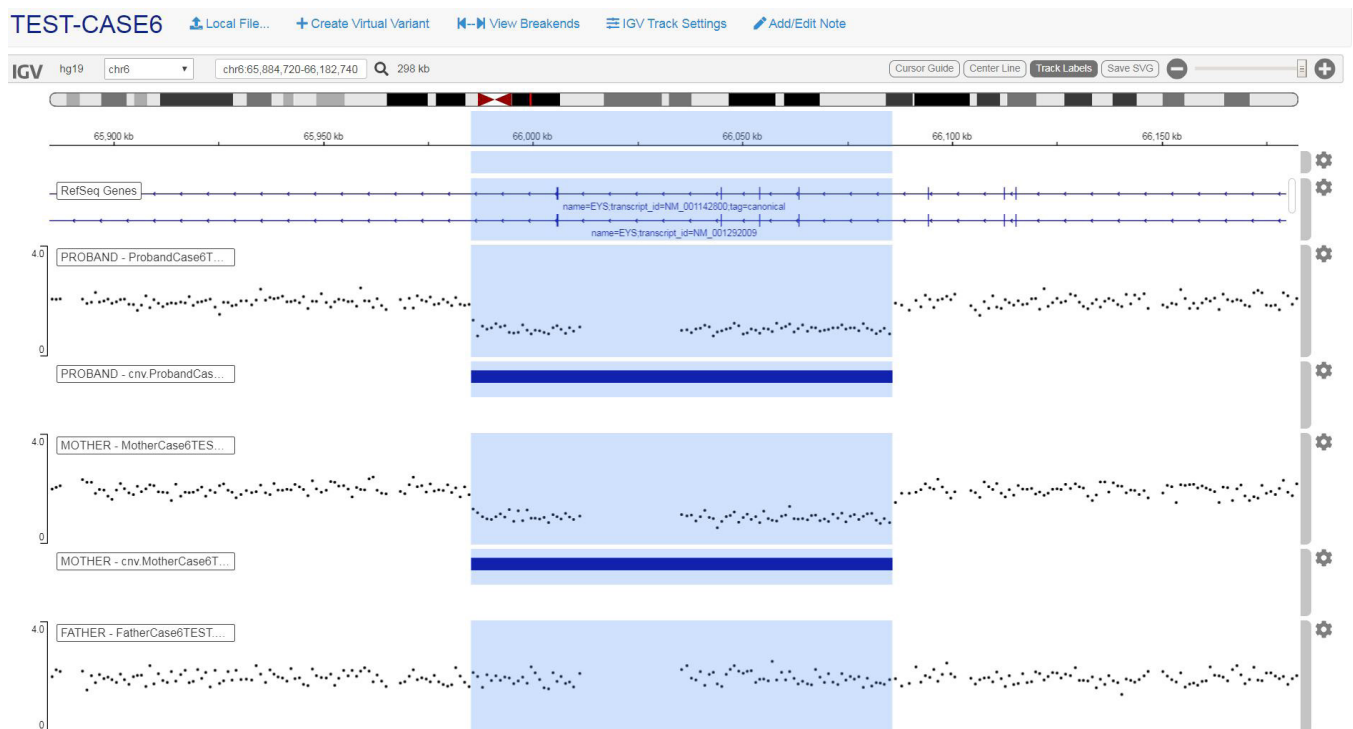 TEST-CASE6 Local File... Create Virtual Variant View Breakends IGV Track Settings Add/Edit Note
IGV hg19 chr6 chr6:65,884,720-66,182,740 298 kb Cursor Guide Center Line Track Labels Save SVG
65,900 kb 65,950 kb 66,000 kb 66,050 kb 66,100 kb 66,150 kb
RefSeq Genes
name=EYS;transcript_id=NM_001142800;tag=canonical
name=EYS;transcript_id=NM_001292009
4.0
PROBAND - ProbandCase6T...
0
PROBAND - cnv.ProbandCas...
4.0
MOTHER - MotherCase6TES...
0
MOTHER - cnv.MotherCase6T...
4.0
FATHER - FatherCase6TEST....
0